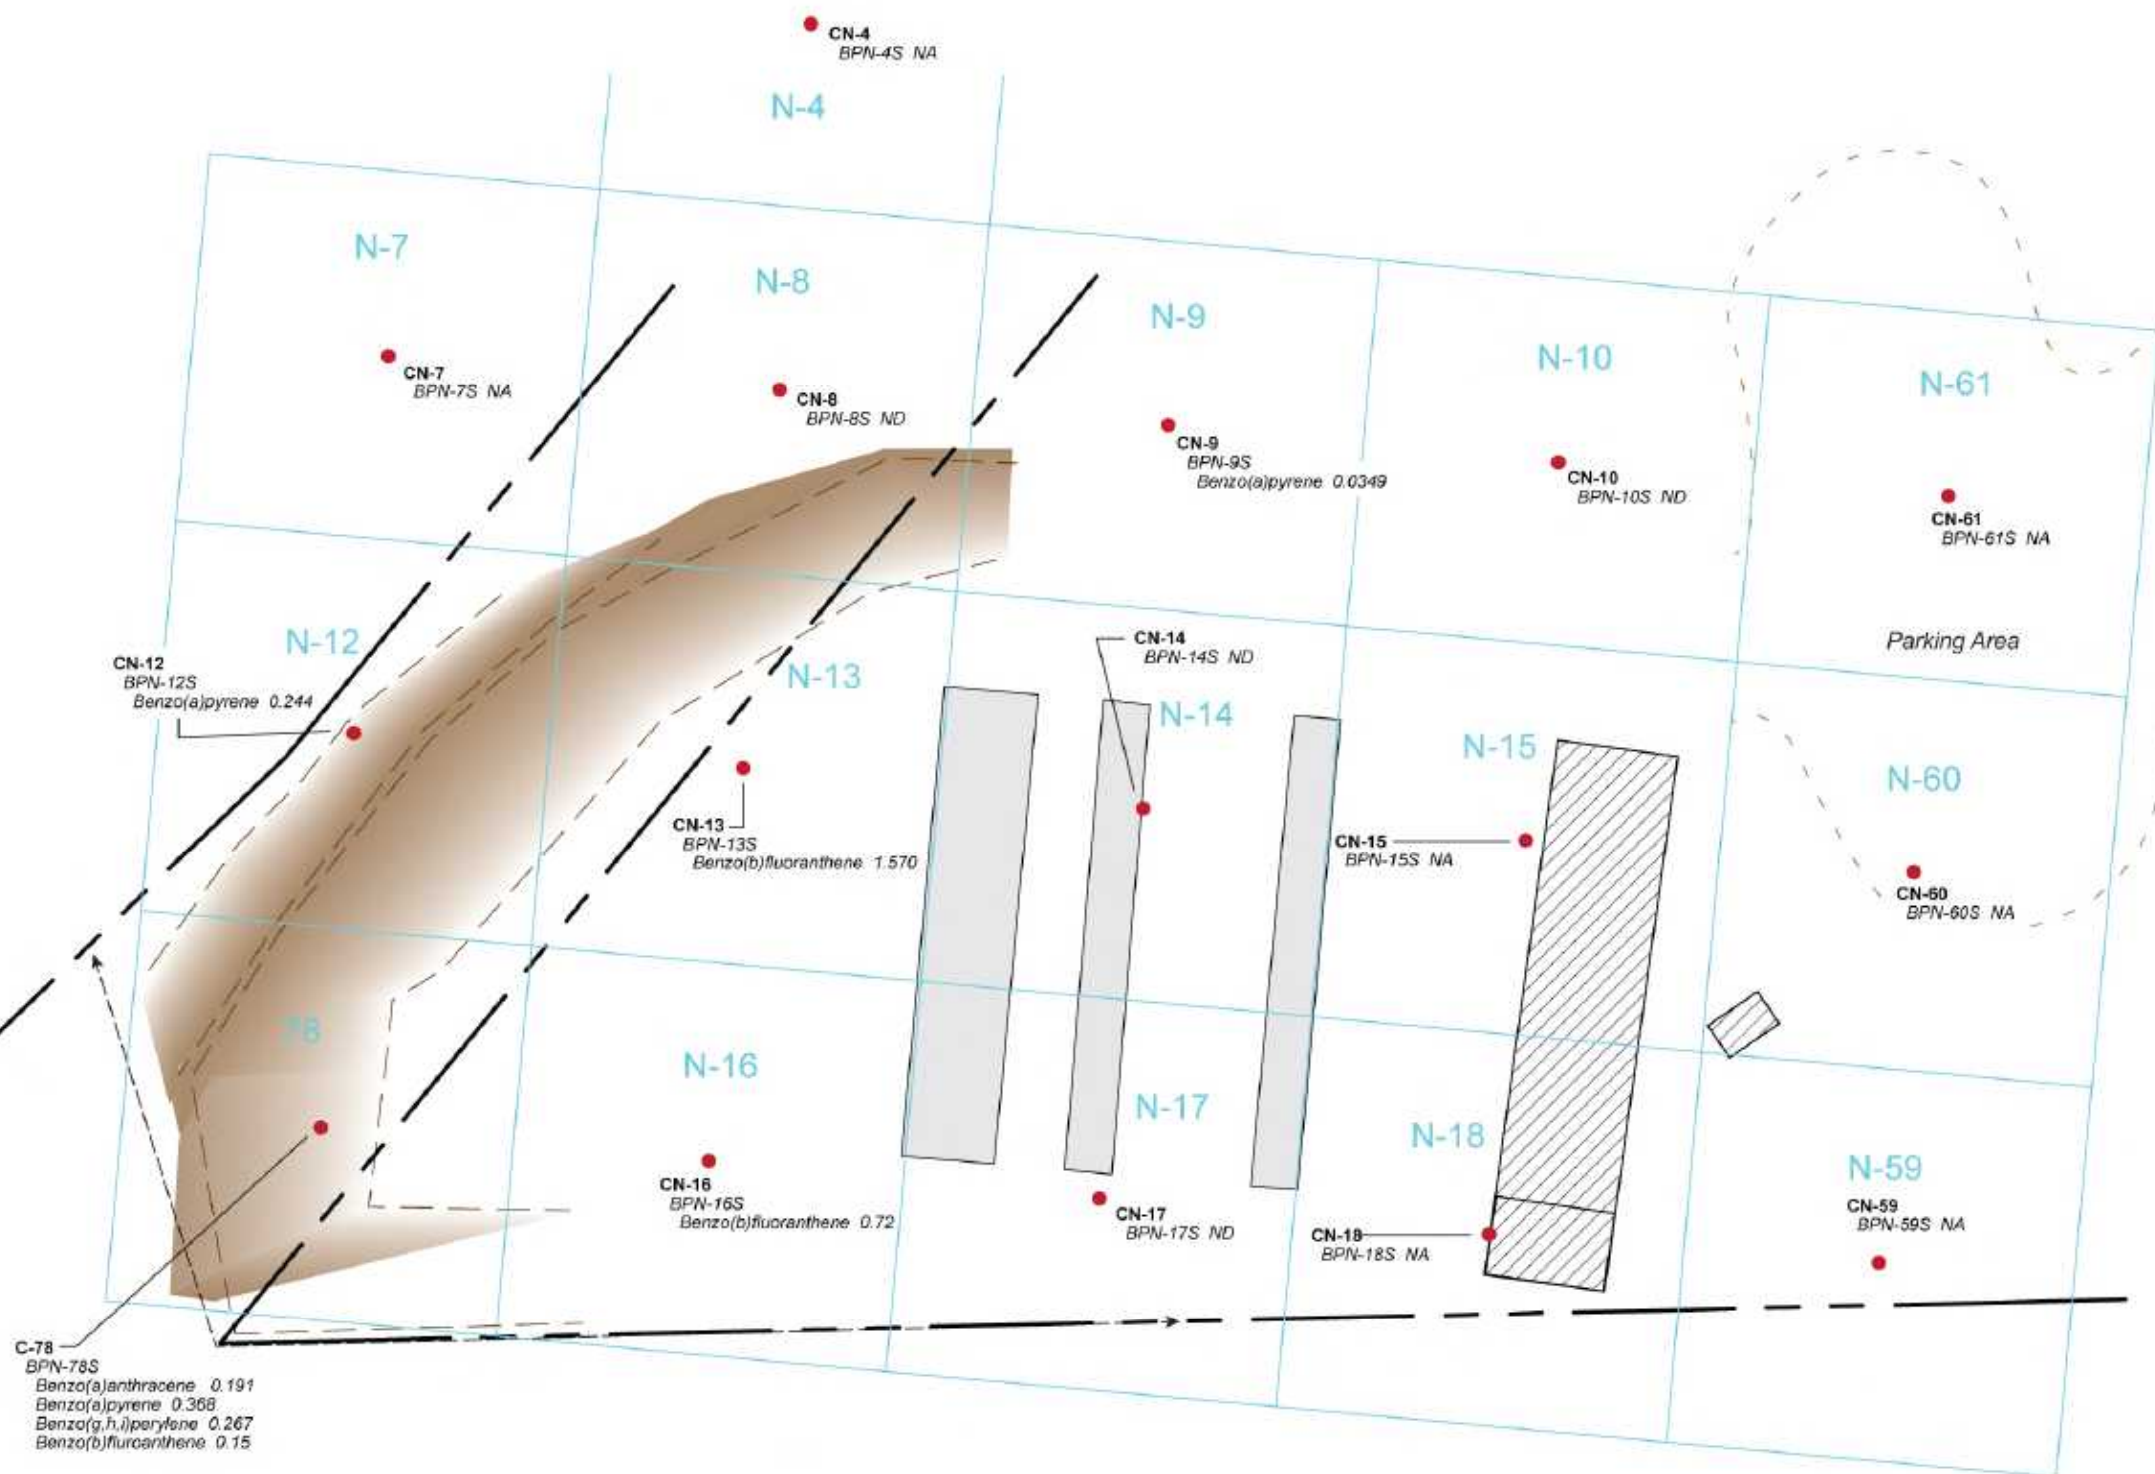 CN-4
BPN-4S NA
N-4
N-7
N-8
N-9
N-10
N-61
CN-7
BPN-7S NA
CN-8
BPN-8S ND
CN-9
BPN-9S
Benzo(a)pyrene 0.0349
CN-10
BPN-10S ND
CN-61
BPN-61S NA
Parking Area
N-12
CN-12
BPN-12S
Benzo(a)pyrene 0.244
N-13
CN-14
BPN-14S ND
N-14
N-15
N-60
CN-13
BPN-13S
Benzo(b)fluoranthene 1.570
CN-15
BPN-15S NA
CN-60
BPN-60S NA
78
N-16
N-17
N-18
N-59
CN-16
BPN-16S
Benzo(b)fluoranthene 0.72
CN-17
BPN-17S ND
CN-18
BPN-18S NA
CN-59
BPN-59S NA
C-78
BPN-78S
Benzo(a)anthracene 0.191
Benzo(a)pyrene 0.368
Benzo(g,h,i)perylene 0.267
Benzo(b)fluroanthene 0.15